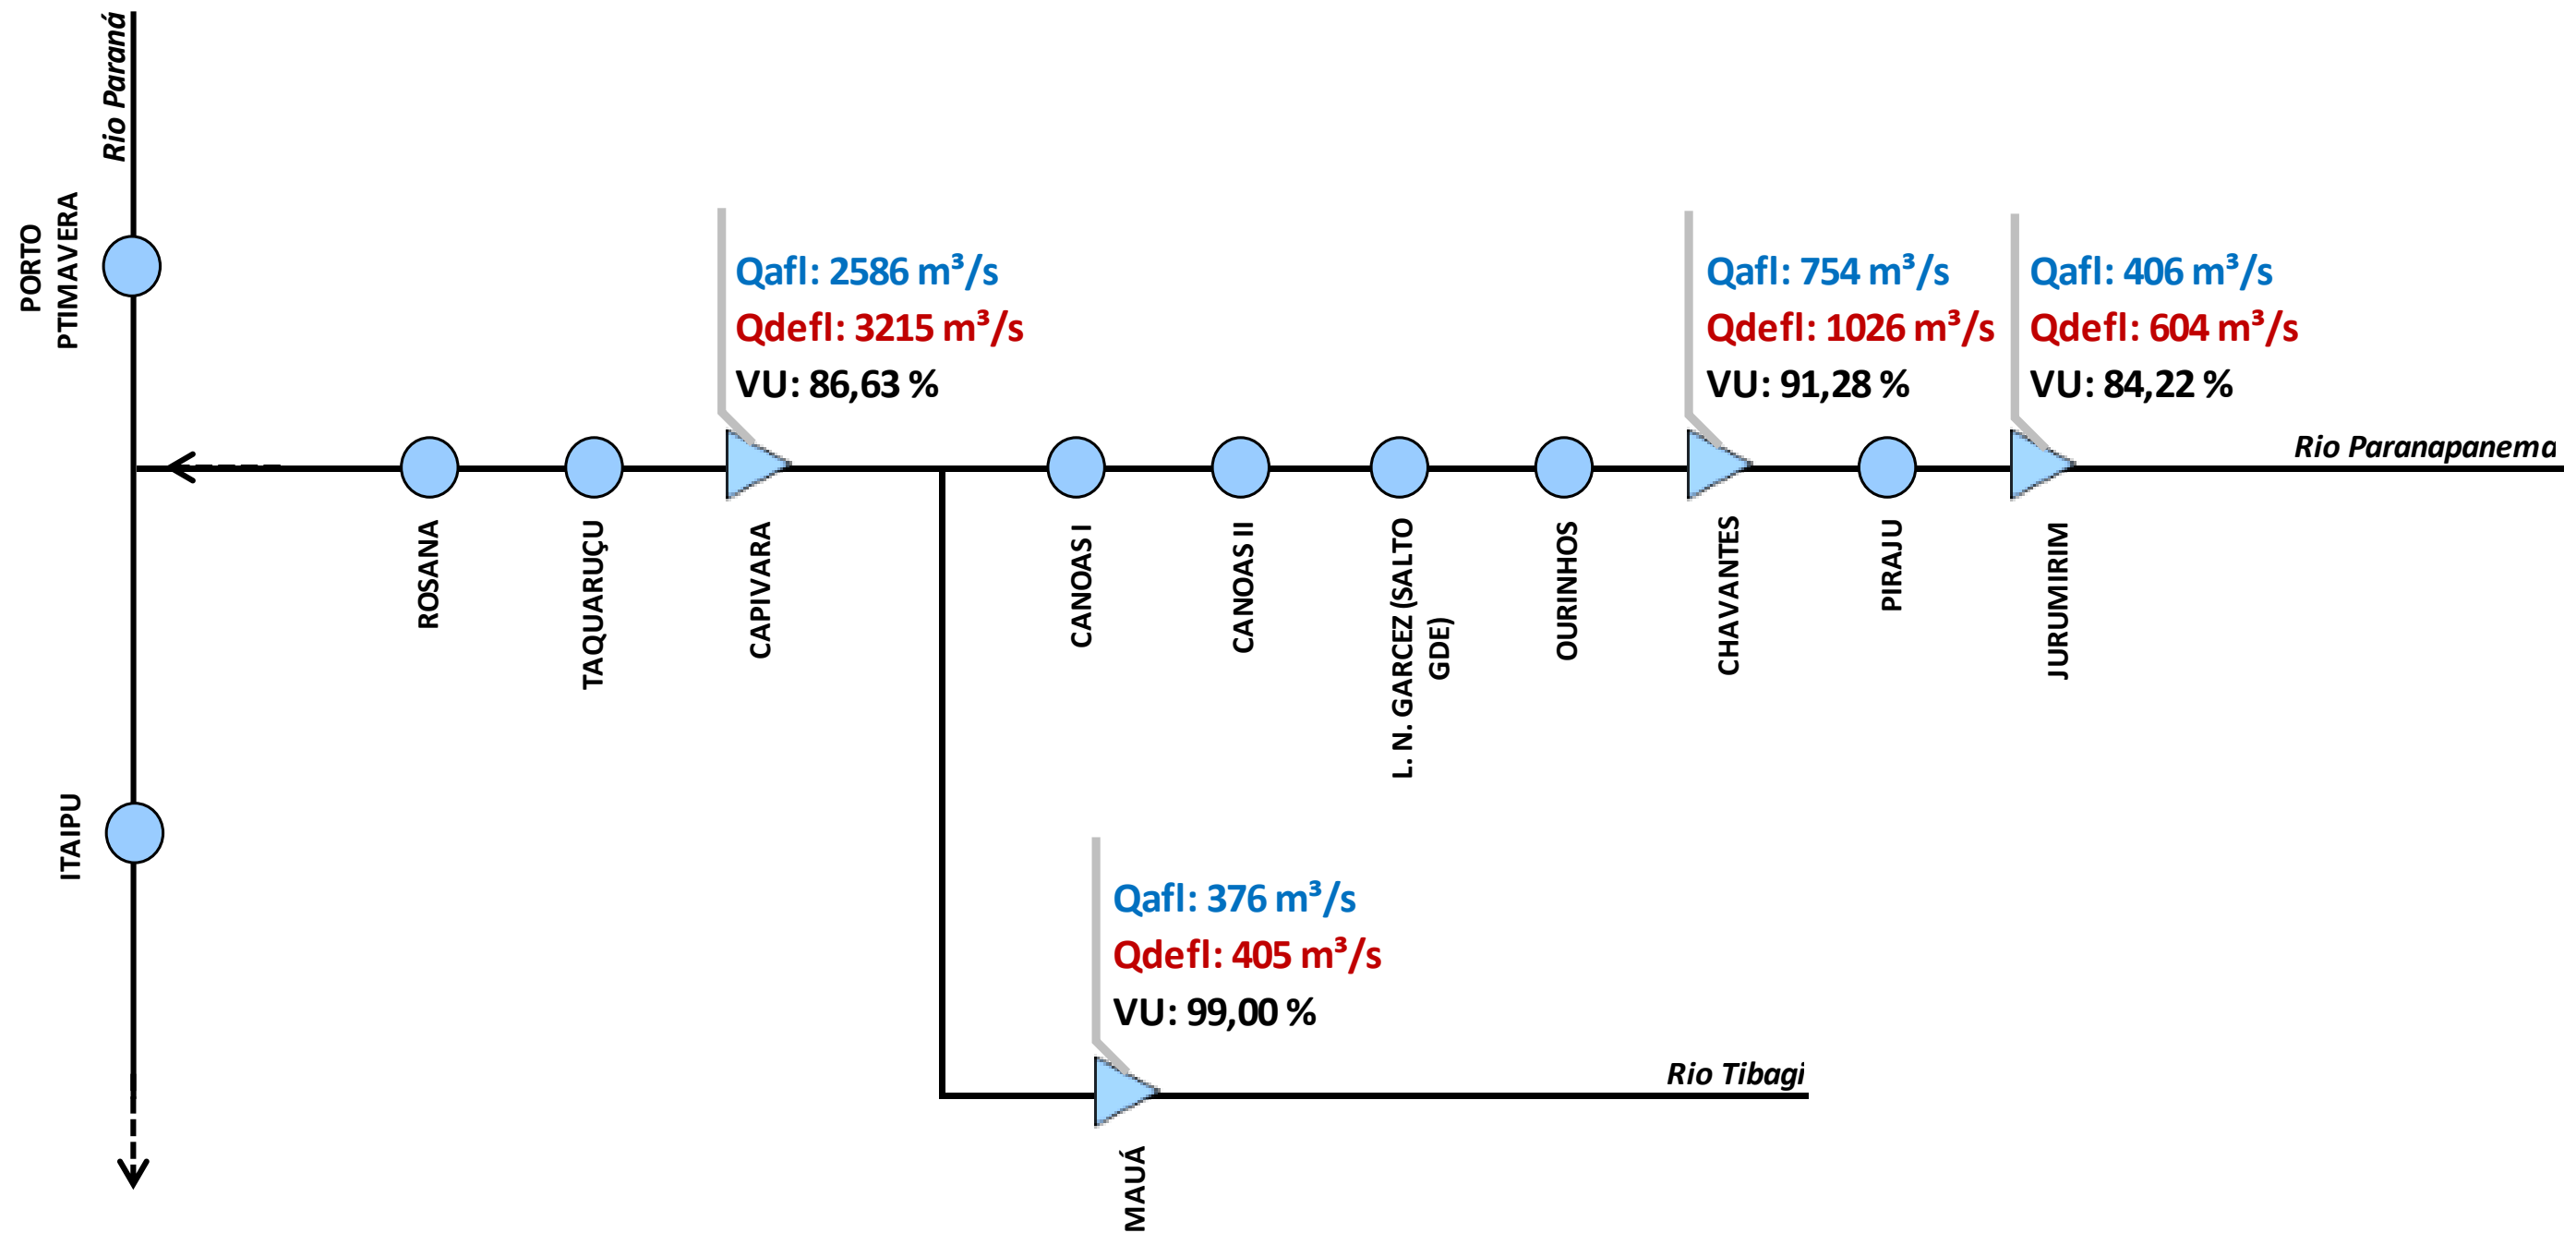 Rio Paraná
PORTO
PTIMAVERA
Qafl: 2586 m³/s
Qdefl: 3215 m³/s
VU: 86,63 %
Qafl: 754 m³/s
Qdefl: 1026 m³/s
VU: 91,28 %
Qafl: 406 m³/s
Qdefl: 604 m³/s
VU: 84,22 %
Rio Paranapanema
ROSANA
TAQUARUÇU
CAPIVARA
CANOAS I
CANOAS II
L. N. GARCEZ (SALTO
GDE)
OURINHOS
CHAVANTES
PIRAJU
JURUMIRIM
ITAIPU
Qafl: 376 m³/s
Qdefl: 405 m³/s
VU: 99,00 %
Rio Tibagi
MAUÁ